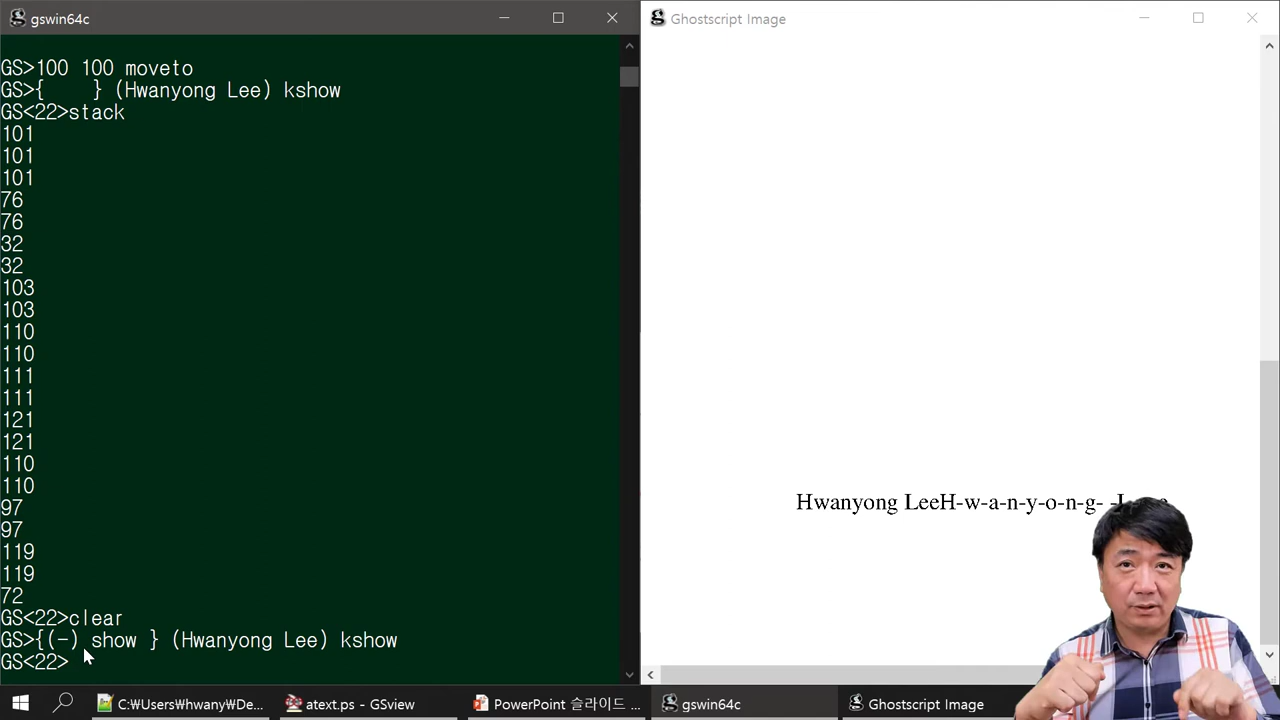 gswin64c
GS>100 100 moveto
GS>{    } (Hwanyong Lee) kshow
GS<22>stack
101
101
101
76
76
32
32
103
103
110
110
111
111
121
121
110
110
97
97
119
119
72
GS<22>clear
GS>{(-) show } (Hwanyong Lee) kshow
GS<22>
Ghostscript Image
Hwanyong LeeH-w-a-n-y-o-n-g- -L
C:₩Users₩hwany₩De...
atext.ps - GSview
PowerPoint 슬라이드 ...
gswin64c
Ghostscript Image